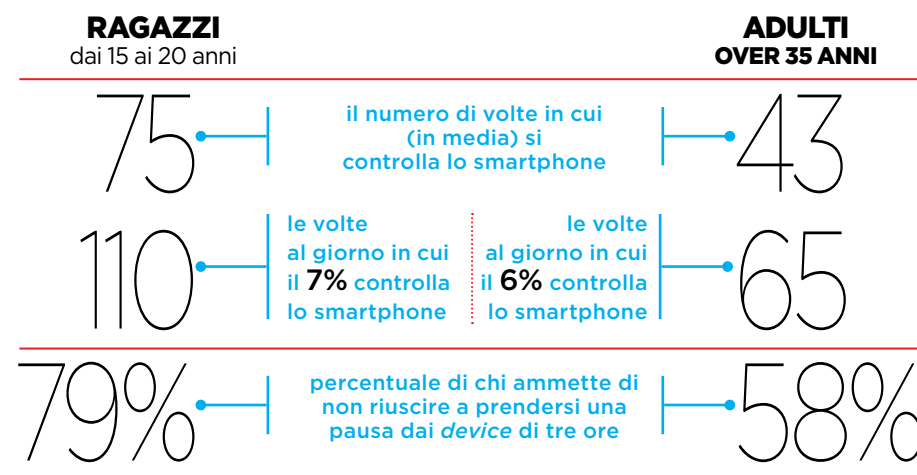 RAGAZZI
dai 15 ai 20 anni
ADULTI
OVER 35 ANNI
75
il numero di volte in cui
(in media) si
controlla lo smartphone
43
110
le volte
al giorno in cui
il 7% controlla
lo smartphone
le volte
al giorno in cui
il 6% controlla
lo smartphone
65
79%
percentuale di chi ammette di
non riuscire a prendersi una
pausa dai device di tre ore
58%